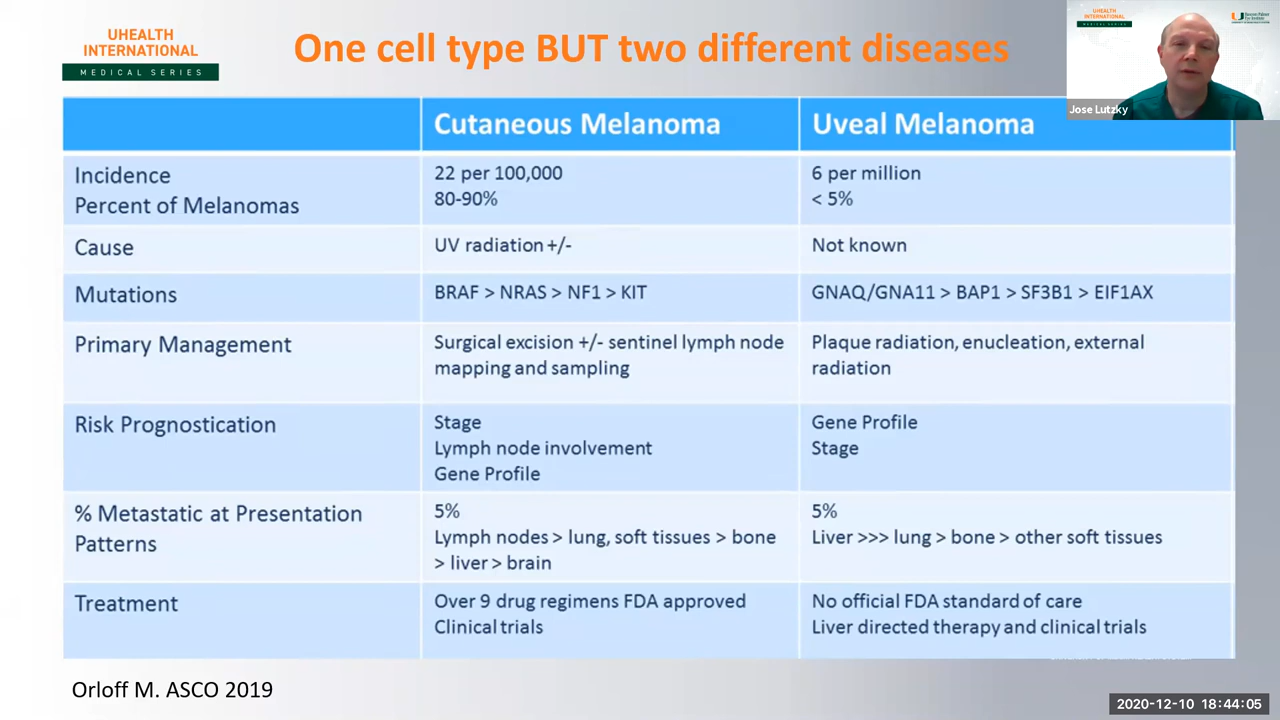 UHEALTH
INTERNATIONAL
MEDICAL SERIES
One cell type BUT two different diseases
UHEALTH
INTERNATIONAL
Jose Lutzky
Cutaneous Melanoma
Uveal Melanoma
Incidence
Percent of Melanomas
22 per 100,000
80-90%
6 per million
< 5%
Cause
UV radiation +/-
Not known
Mutations
BRAF > NRAS > NF1 > KIT
GNAQ/GNA11 > BAP1 > SF3B1 > EIF1AX
Primary Management
Surgical excision +/- sentinel lymph node
mapping and sampling
Plaque radiation, enucleation, external
radiation
Risk Prognostication
Stage
Lymph node involvement
Gene Profile
Gene Profile
Stage
% Metastatic at Presentation
Patterns
5%
Lymph nodes > lung, soft tissues > bone
> liver > brain
5%
Liver >>> lung > bone > other soft tissues
Treatment
Over 9 drug regimens FDA approved
Clinical trials
No official FDA standard of care
Liver directed therapy and clinical trials
Orloff M. ASCO 2019
2020-12-10 18:44:05